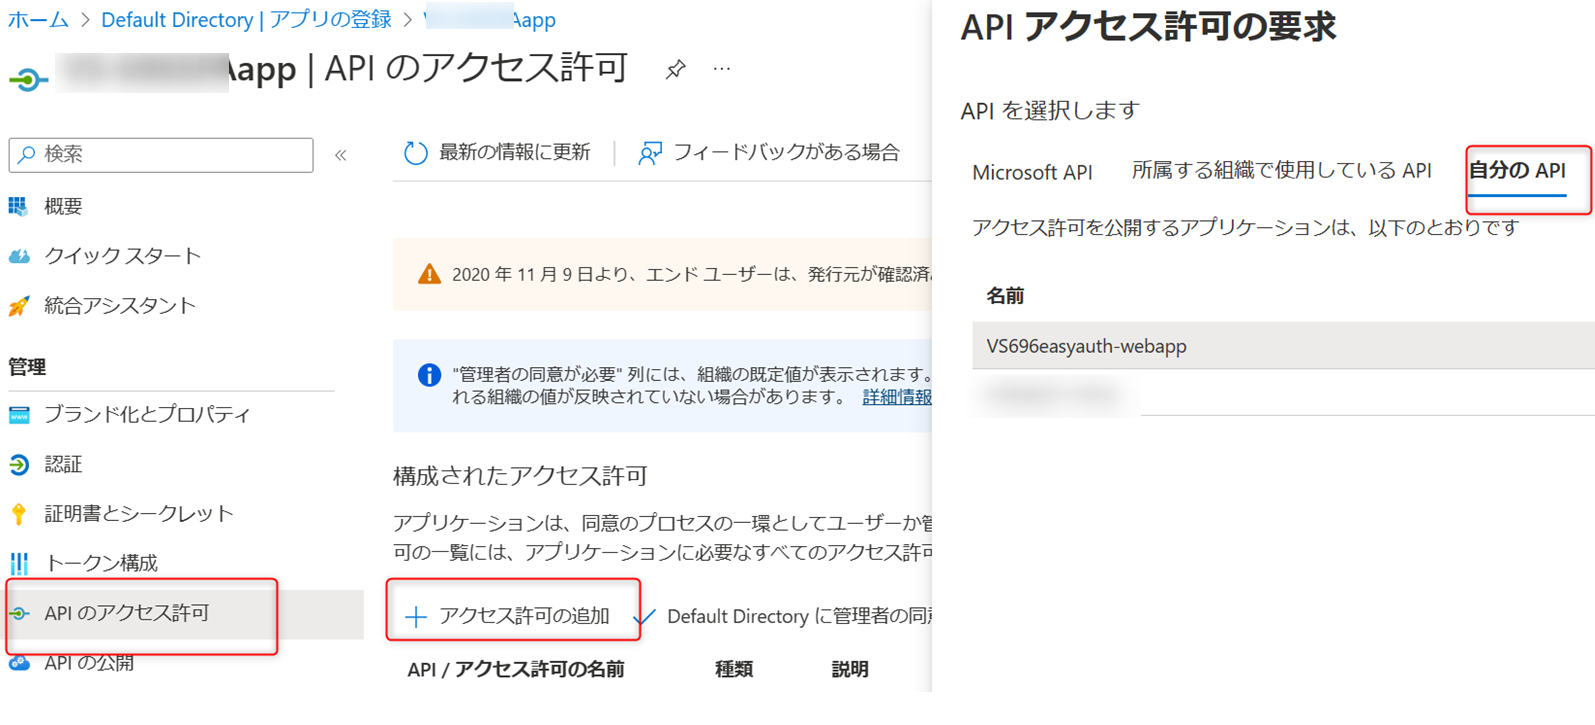 ホーム > Default Directory | アプリの登録 > Aapp
Aapp | API のアクセス許可 …
検索 «
概要
クイック スタート
統合アシスタント
管理
ブランド化とプロパティ
認証
証明書とシークレット
トークン構成
API のアクセス許可
API の公開
最新の情報に更新 フィードバックがある場合
2020 年 11 月 9 日より、エンド ユーザーは、発行元が確認済
"管理者の同意が必要" 列には、組織の既定値が表示されます。
れる組織の値が反映されていない場合があります。 詳細情報
構成されたアクセス許可
アプリケーションは、同意のプロセスの一環としてユーザーか管
可の一覧には、アプリケーションに必要なすべてのアクセス許可
アクセス許可の追加 Default Directory に管理者の同意
API / アクセス許可の名前 種類 説明
API アクセス許可の要求
API を選択します
Microsoft API 所属する組織で使用している API 自分の API
アクセス許可を公開するアプリケーションは、以下のとおりです
名前
VS696easyauth-webapp